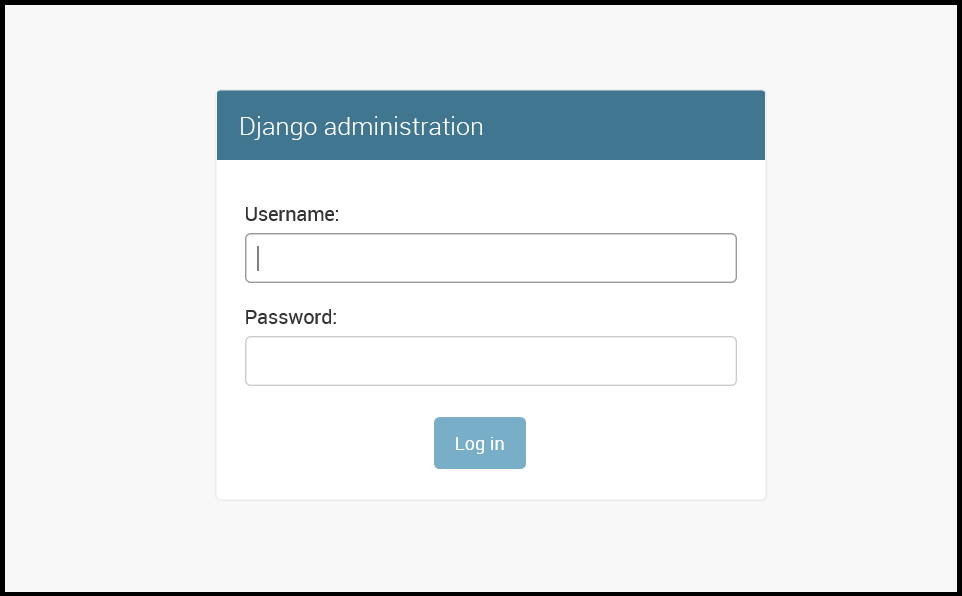 Django administration
Username:
Password:
Log in